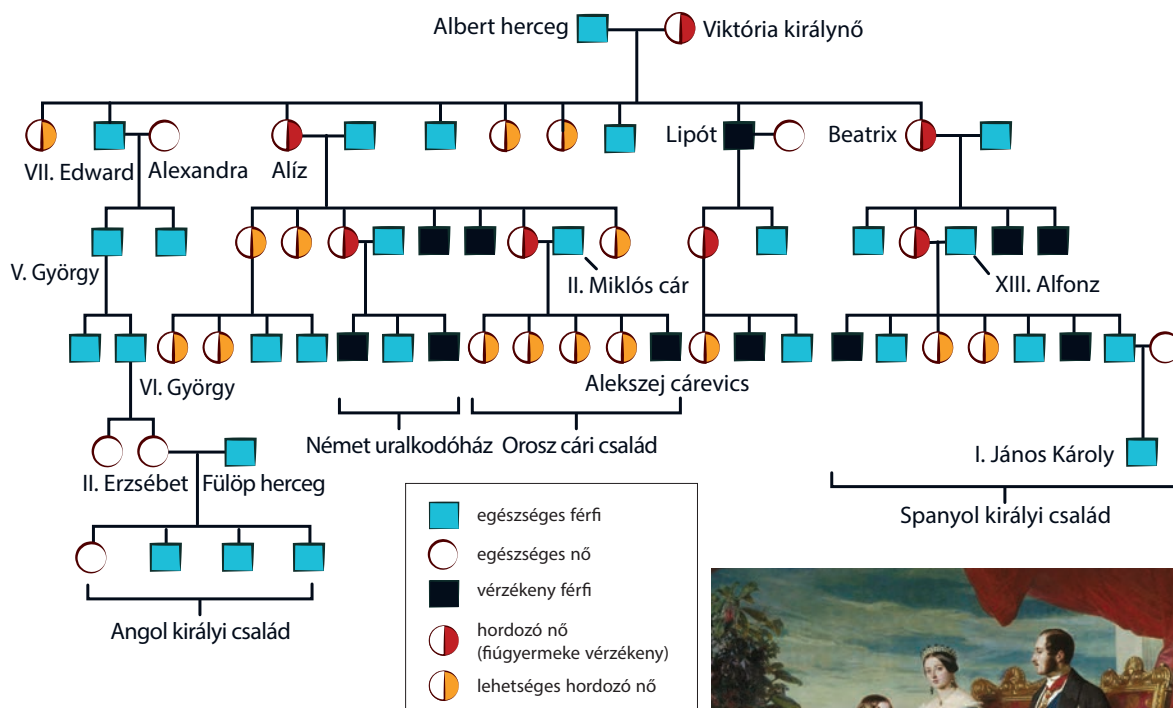 Albert herceg
Viktória királynő
VII. Edward
Alexandra
Alíz
Lipót
Beatrix
V. György
II. Miklós cár
XIII. Alfonz
VI. György
Alekszej cárevics
Német uralkodóház
Orosz cári család
II. Erzsébet
Fülöp herceg
I. János Károly
Spanyol királyi család
Angol királyi család
egészséges férfi
egészséges nő
vérzékeny férfi
hordozó nő
(fiúgyermeke vérzékeny)
lehetséges hordozó nő